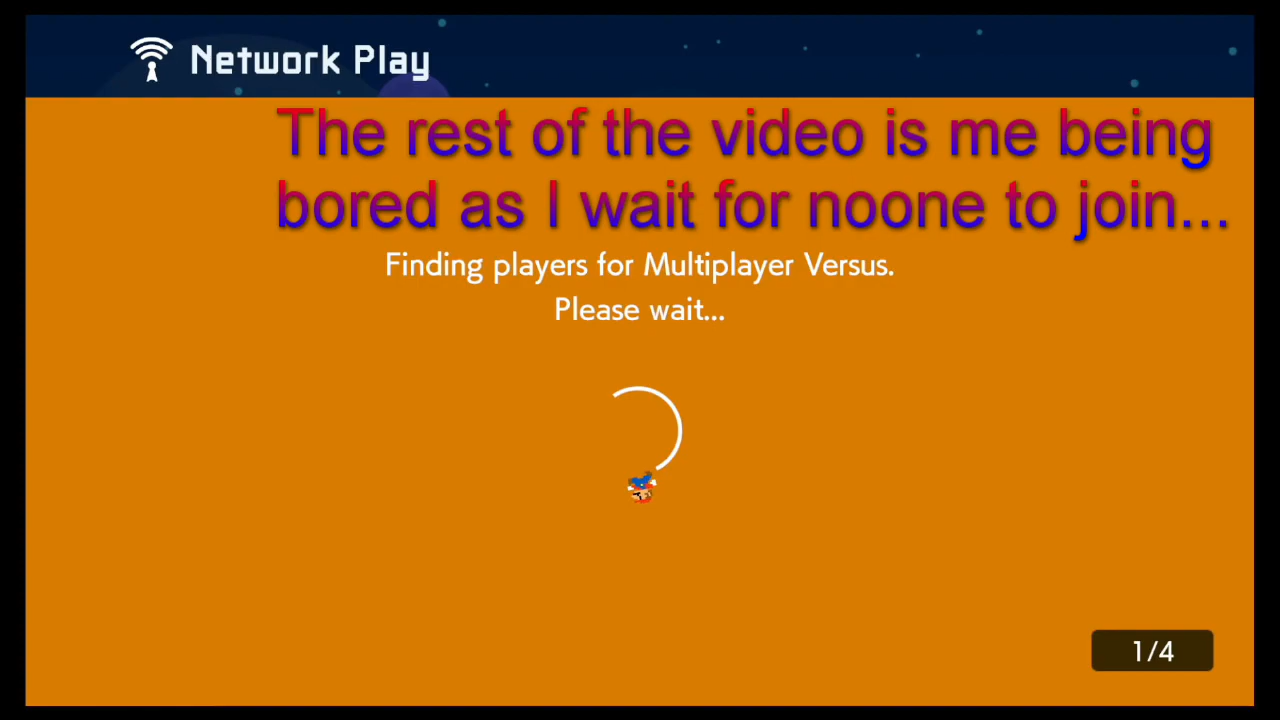 Network Play
The rest of the video is me being
bored as I wait for noone to join...
Finding players for Multiplayer Versus.
Please wait...
1/4